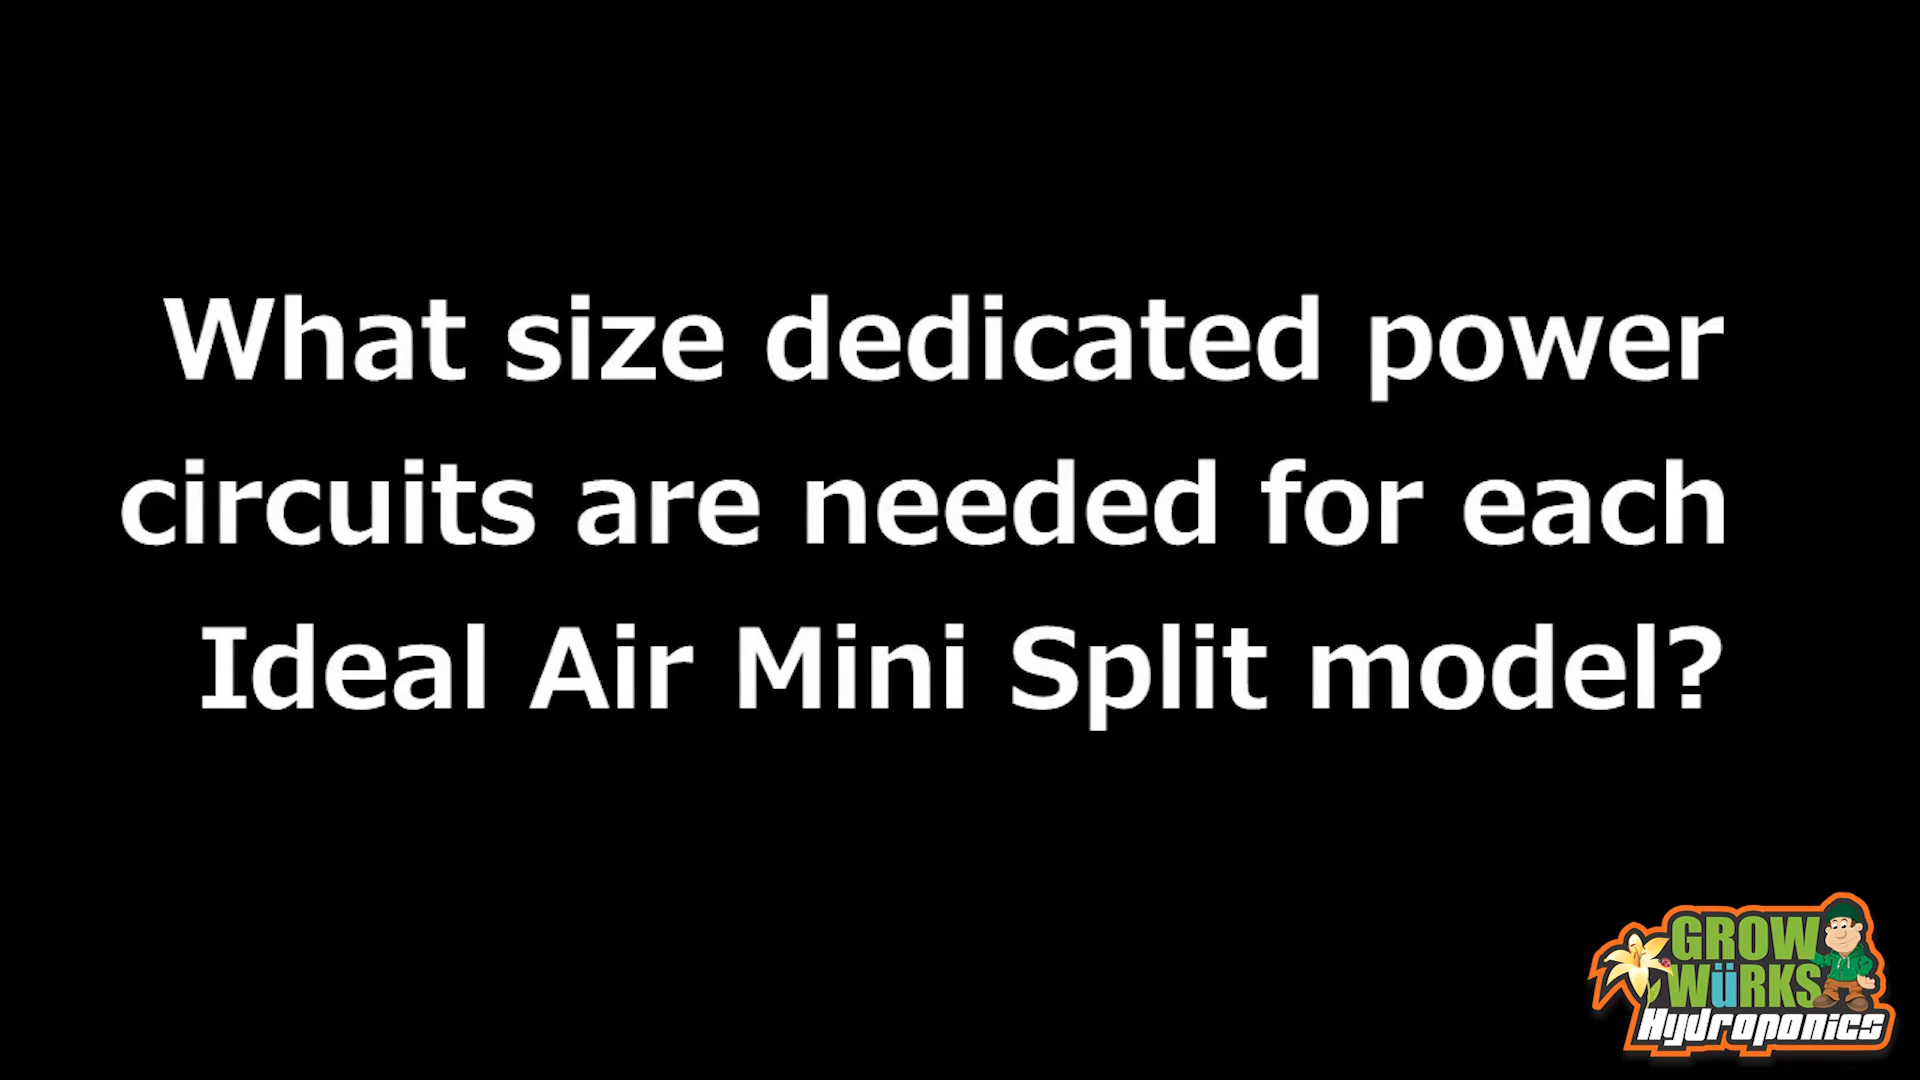 What size dedicated power
circuits are needed for each
Ideal Air Mini Split model?
GROW
WüRKS
Hydroponics